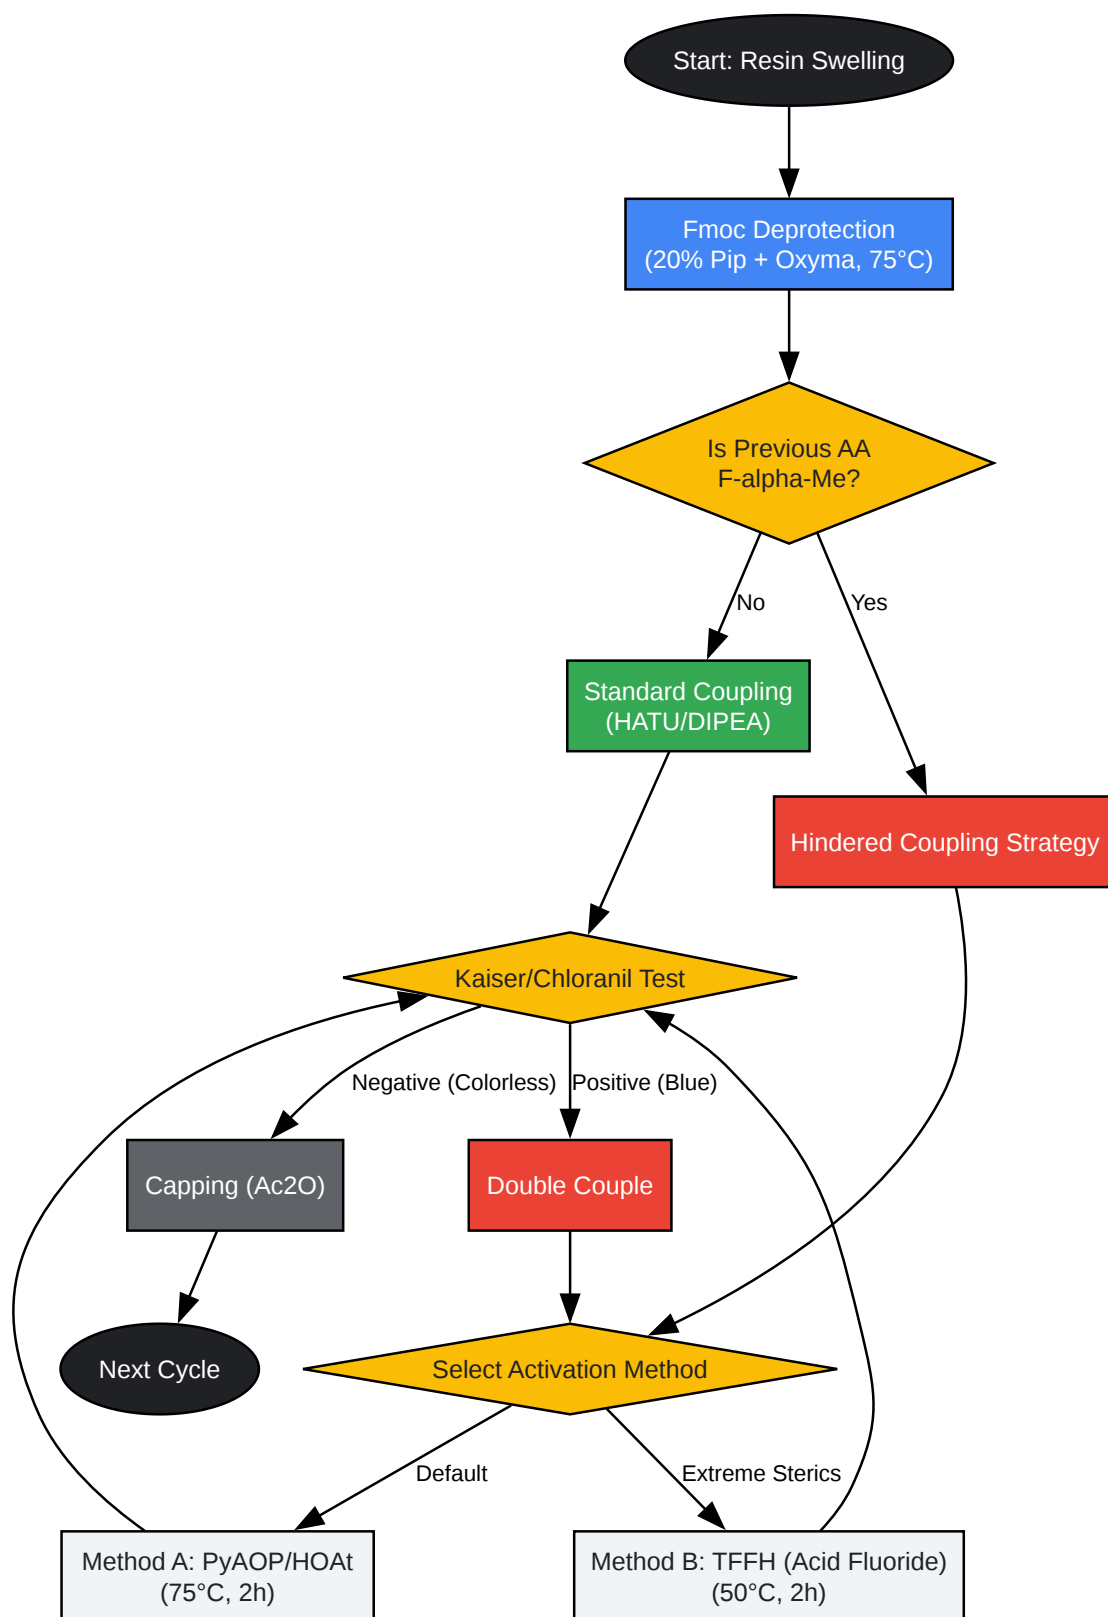 Start: Resin Swelling
Fmoc Deprotection
(20% Pip + Oxyma, 75°C)
Is Previous AA
F-alpha-Me?
No
Yes
Standard Coupling
(HATU/DIPEA)
Hindered Coupling Strategy
Kaiser/Chloranil Test
Negative (Colorless)
Positive (Blue)
Capping (Ac2O)
Double Couple
Next Cycle
Select Activation Method
Default
Extreme Sterics
Method A: PyAOP/HOAt
(75°C, 2h)
Method B: TFFH (Acid Fluoride)
(50°C, 2h)